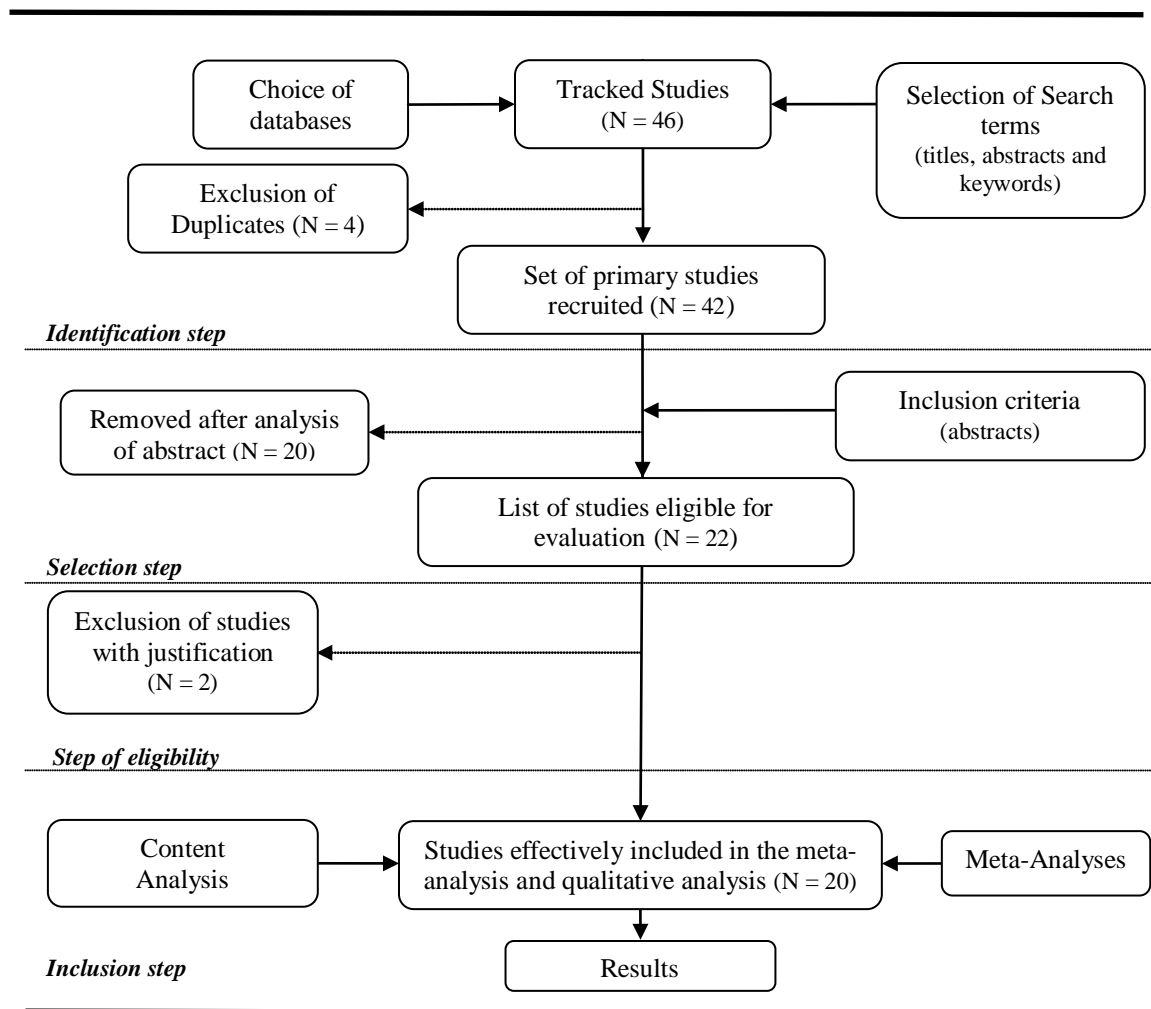 Choice of
databases
Tracked Studies
(N = 46)
Selection of Search
terms
(titles, abstracts and
keywords)
Exclusion of
Duplicates (N = 4)
Set of primary studies
recruited (N = 42)
Identification step
Removed after analysis
of abstract (N = 20)
Inclusion criteria
(abstracts)
List of studies eligible for
evaluation (N = 22)
Selection step
Exclusion of studies
with justification
(N = 2)
Step of eligibility
Content
Analysis
Studies effectively included in the meta-
analysis and qualitative analysis (N = 20)
Meta-Analyses
Results
Inclusion step